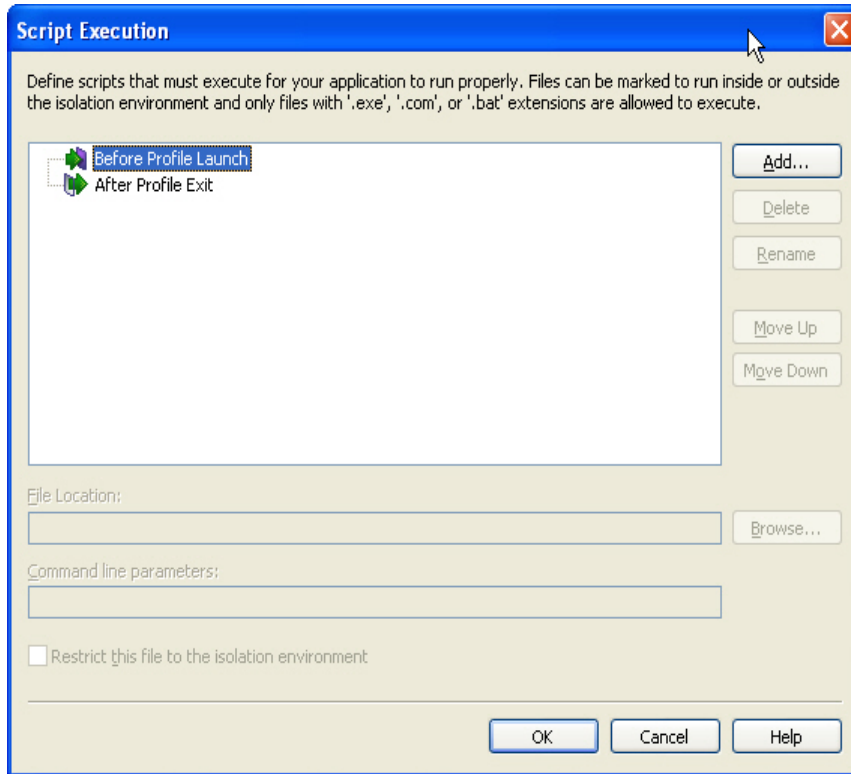 Script Execution
Define scripts that must execute for your application to run properly. Files can be marked to run inside or outside
the isolation environment and only files with '.exe', '.com', or '.bat' extensions are allowed to execute.
Before Profile Launch
After Profile Exit
Add...
Delete
Rename
Move Up
Move Down
File Location:
Browse...
Command line parameters:
Restrict this file to the isolation environment
OK
Cancel
Help